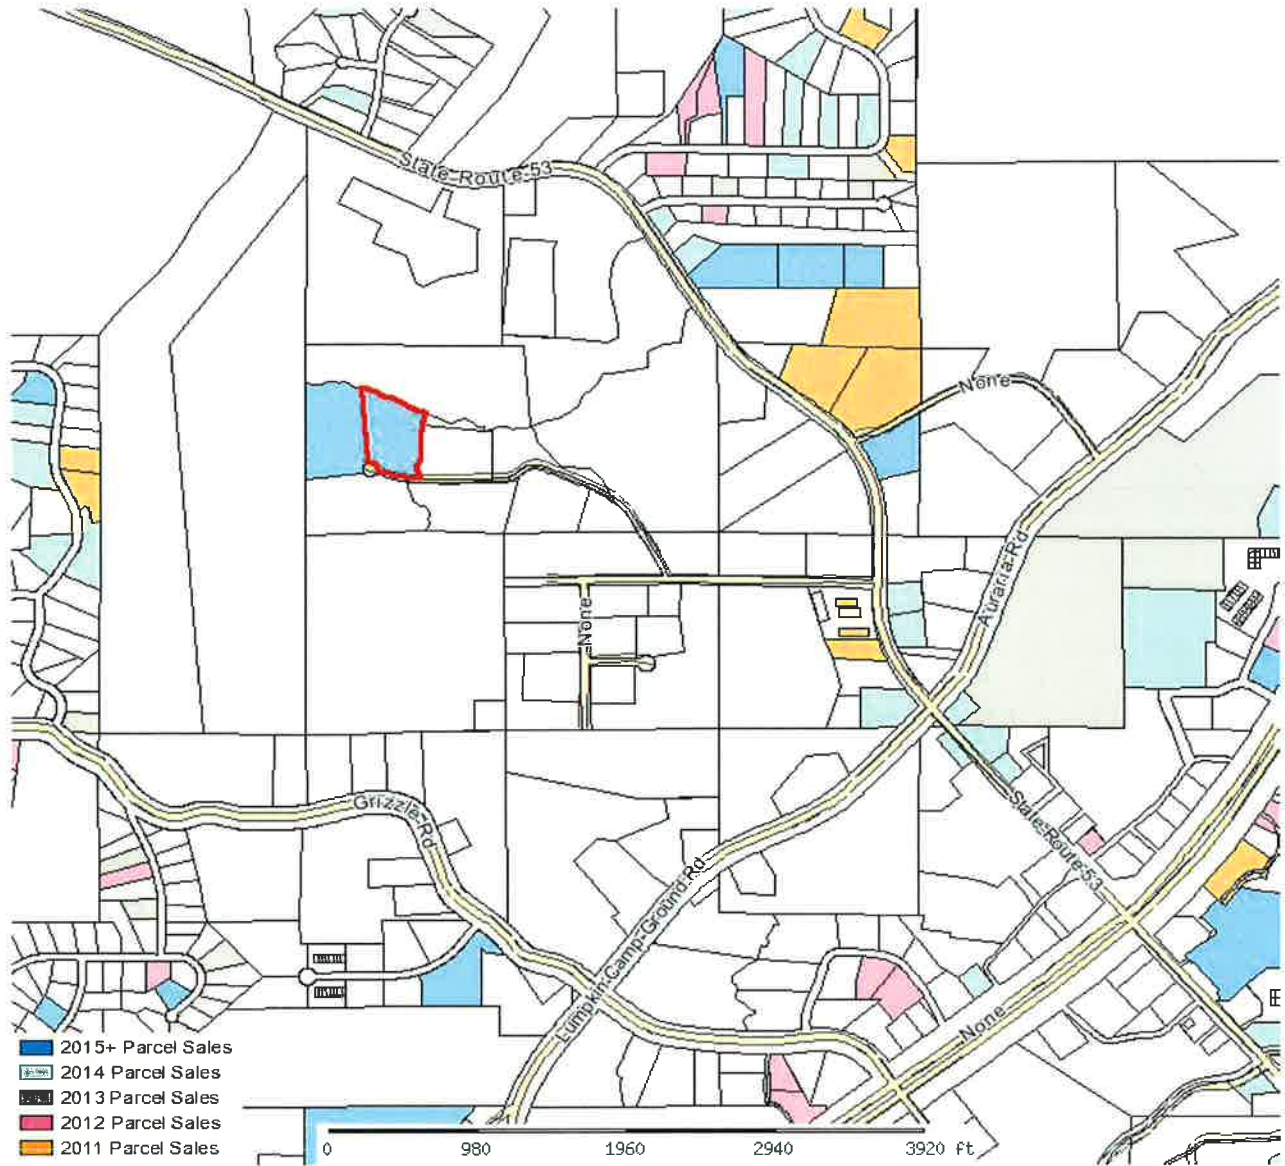 State Route 53
None
Auraria Rd
None
Grizzle Rd
State Route 53
Lumpkin Camp Ground Rd
None
2015+ Parcel Sales
2014 Parcel Sales
2013 Parcel Sales
2012 Parcel Sales
2011 Parcel Sales
0 980 1960 2940 3920 ft